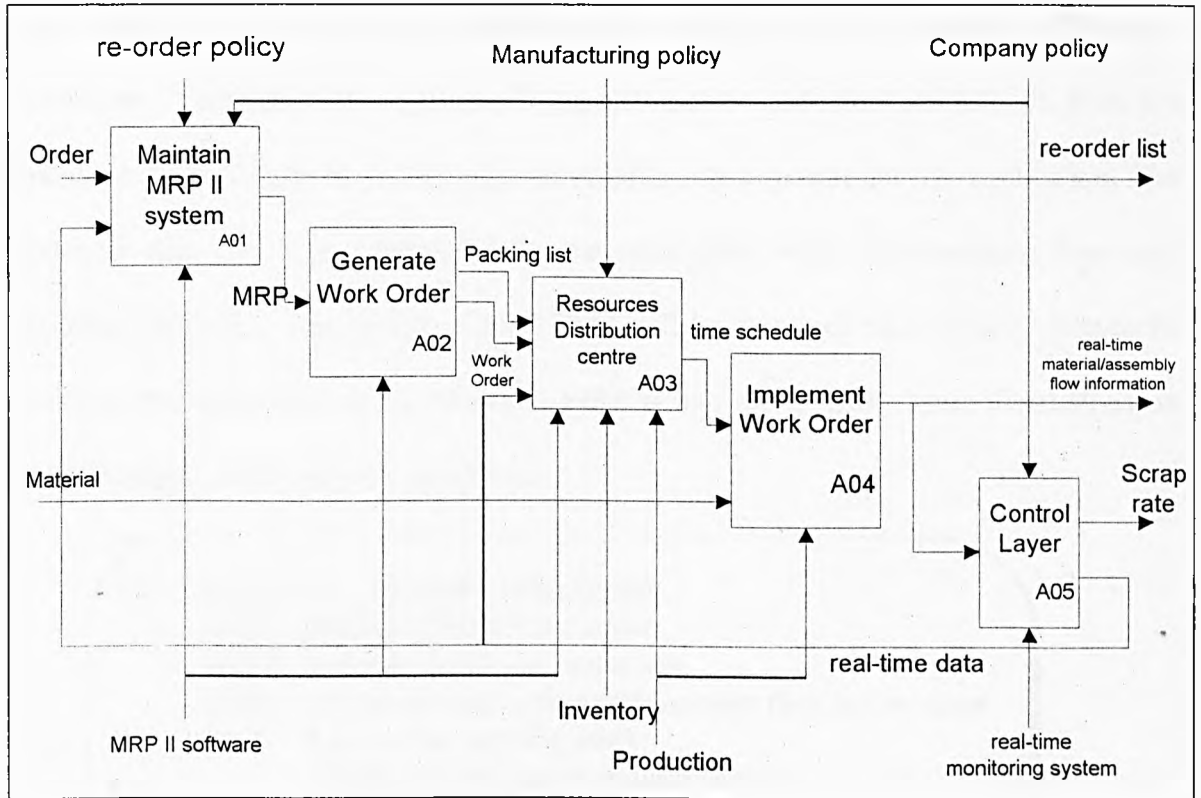 re-order policy
Manufacturing policy
Company policy
Order
Maintain
MRP II
system
A01
re-order list
MRP
Generate
Work Order
A02
Packing list
Work
Order
Resources
Distribution
centre
A03
time schedule
Implement
Work Order
A04
real-time
material/assembly
flow information
Material
Control
Layer
A05
Scrap
rate
real-time data
Inventory
Production
MRP II software
real-time
monitoring system